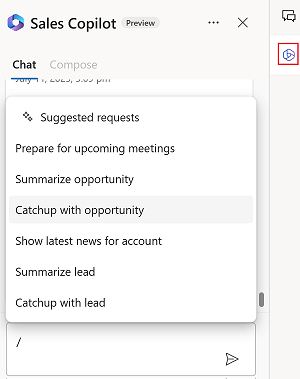 Sales Copilot Preview ...
Chat Compose
July 11, 2023, 3:09 pm
Suggested requests
Prepare for upcoming meetings
Summarize opportunity
Catchup with opportunity
Show latest news for account
Summarize lead
Catchup with lead
/